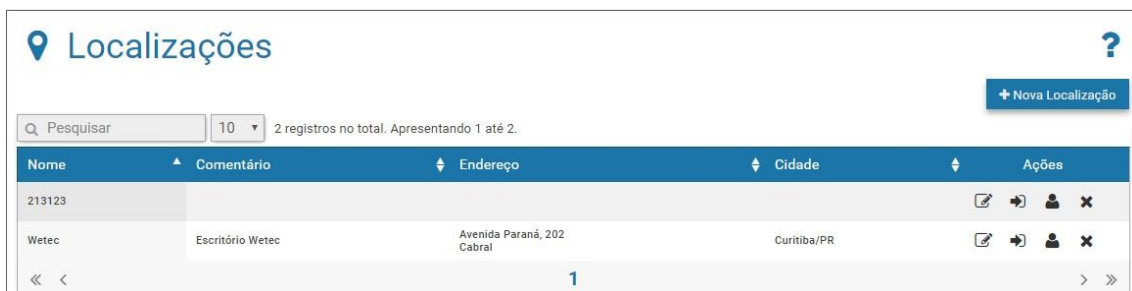 Localizações
?
+ Nova Localização
Pesquisar 10 2 registros no total. Apresentando 1 até 2.
Nome Comentário Endereço Cidade Ações
213123
Wetec Escritório Wetec Avenida Paraná, 202 Curitiba/PR
Cabral
« < 1 > »